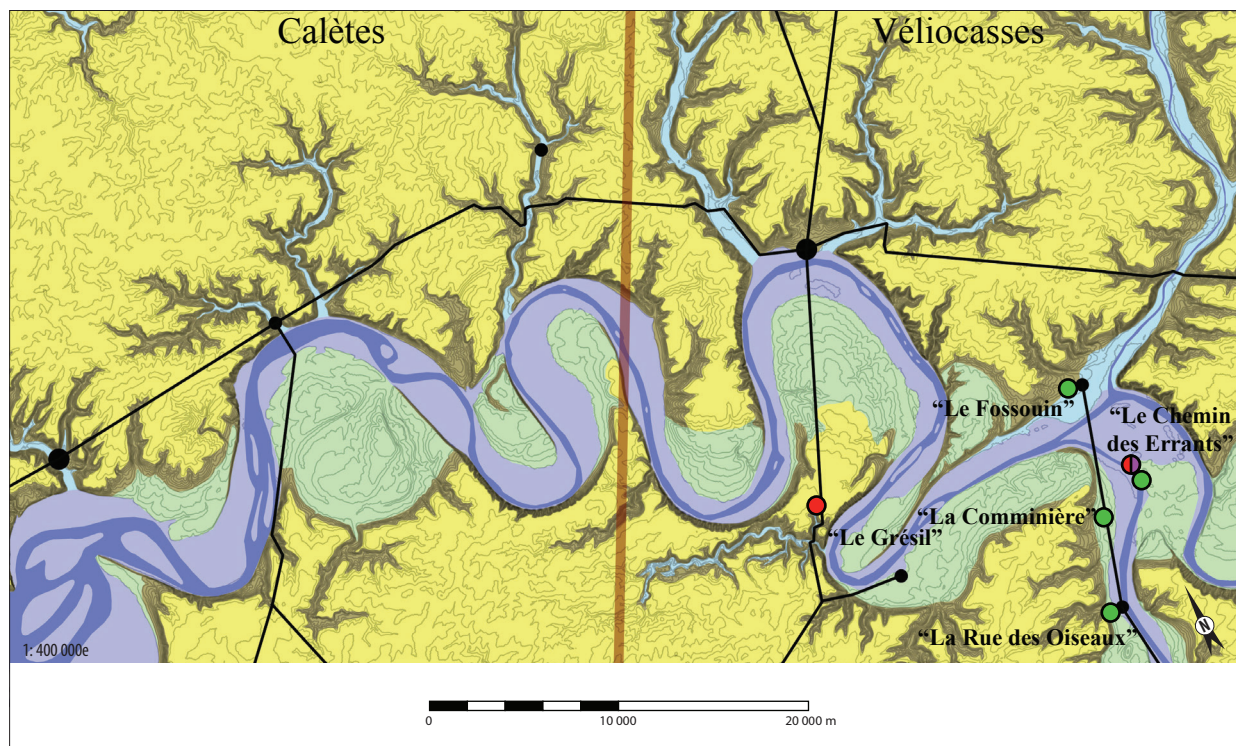 Calètes
Véliocasses
“Le Fossouin”
“Le Chemin
des Errants”
“La Comminière”
“Le Grésil”
“La Rue des Oiseaux”
N
1: 400 000e
0
10 000
20 000 m